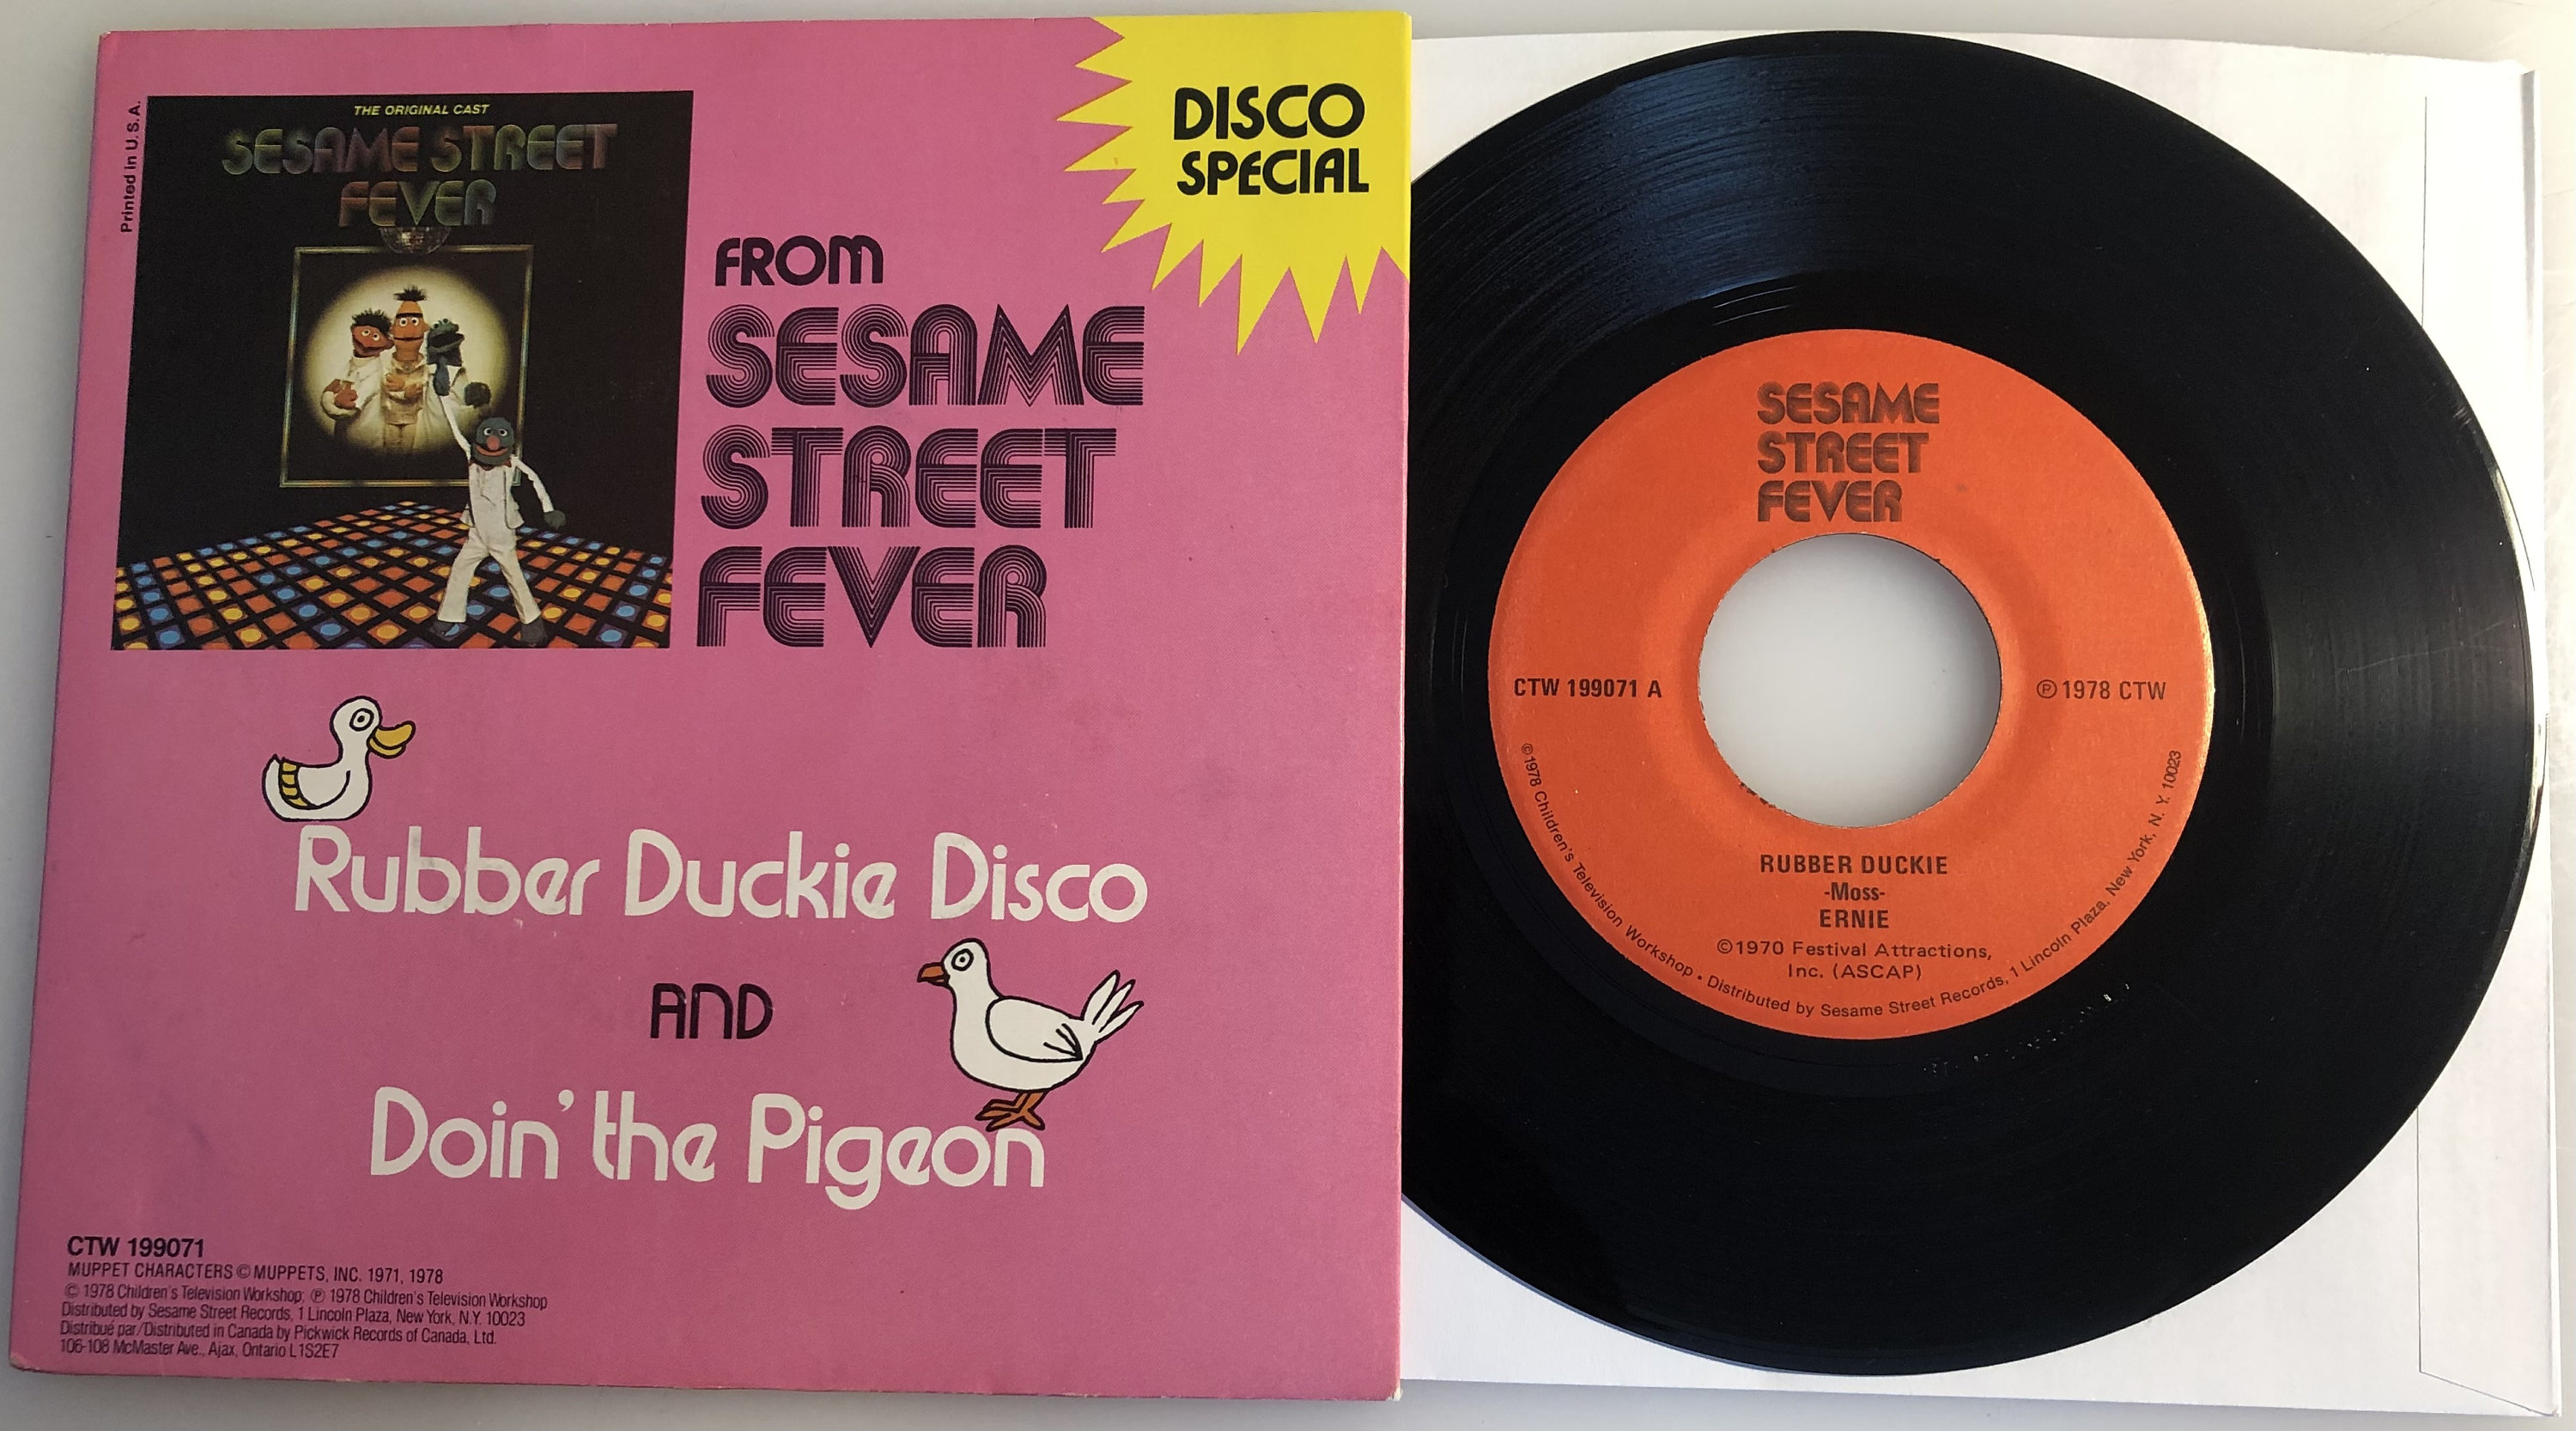 Printed in U.S.A.
THE ORIGINAL CAST
SESAME STREET
FEVER
DISCO
SPECIAL
FROM
SESAME
STREET
FEVER
Rubber Duckie Disco
AND
Doin' the Pigeon
CTW 199071
MUPPET CHARACTERS © MUPPETS, INC. 1971, 1978
© 1978 Children's Television Workshop; ℗ 1978 Children's Television Workshop
Distributed by Sesame Street Records, 1 Lincoln Plaza, New York, N.Y. 10023
Distribué par/Distributed in Canada by Pickwick Records of Canada, Ltd.
106-108 McMaster Ave., Ajax, Ontario L1S2E7
SESAME
STREET
FEVER
CTW 199071 A
℗ 1978 CTW
RUBBER DUCKIE
-Moss-
ERNIE
©1970 Festival Attractions,
Inc. (ASCAP)
©1978 Children's Television Workshop • Distributed by Sesame Street Records, 1 Lincoln Plaza, New York, N. Y. 10023